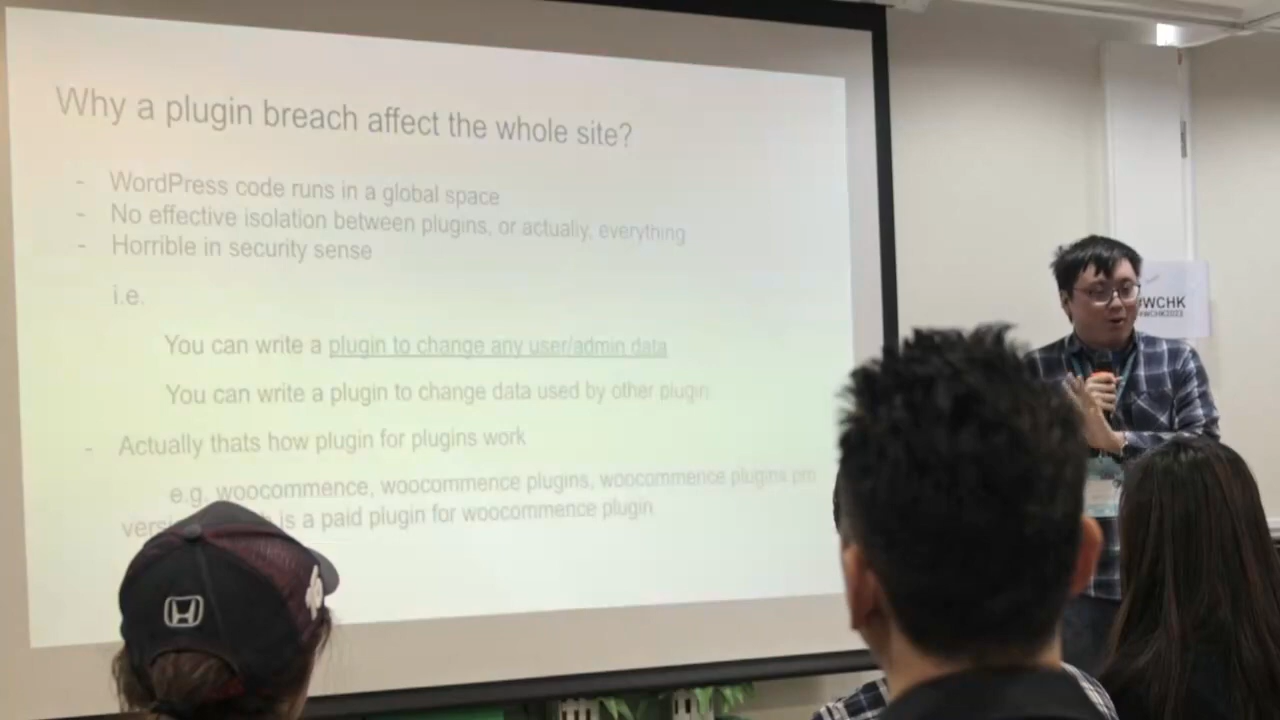 Why a plugin breach affect the whole site?
- WordPress code runs in a global space
- No effective isolation between plugins, or actually, everything
- Horrible in security sense
i.e.
You can write a plugin to change any user/admin data
You can write a plugin to change data used by other plugin
- Actually thats how plugin for plugins work
e.g. woocommence, woocommence plugins, woocommence plugins pro
is a paid plugin for woocommence plugin
WCHK